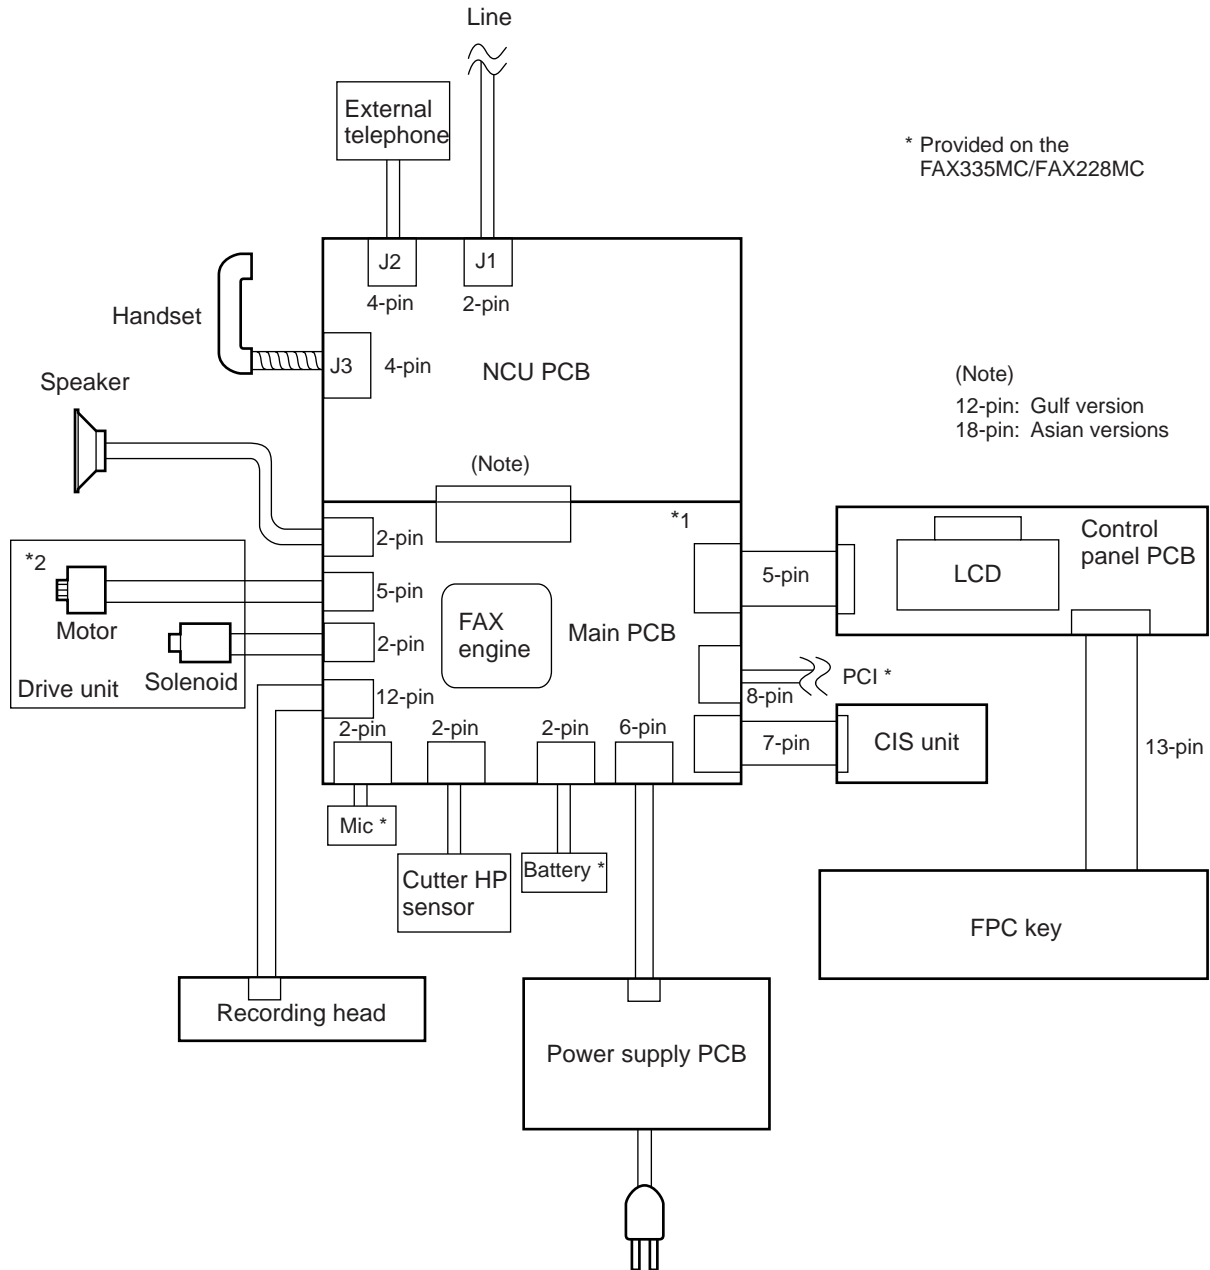 Line
External
telephone
* Provided on the
FAX335MC/FAX228MC
J2
J1
4-pin
2-pin
Handset
J3
4-pin
NCU PCB
Speaker
(Note)
12-pin: Gulf version
18-pin: Asian versions
(Note)
*1
2-pin
Control
panel PCB
LCD
5-pin
*2
5-pin
Motor
FAX
engine
Main PCB
2-pin
Solenoid
Drive unit
12-pin
PCI *
8-pin
2-pin
2-pin
2-pin
6-pin
7-pin
CIS unit
13-pin
Mic *
Cutter HP
sensor
Battery *
FPC key
Recording head
Power supply PCB